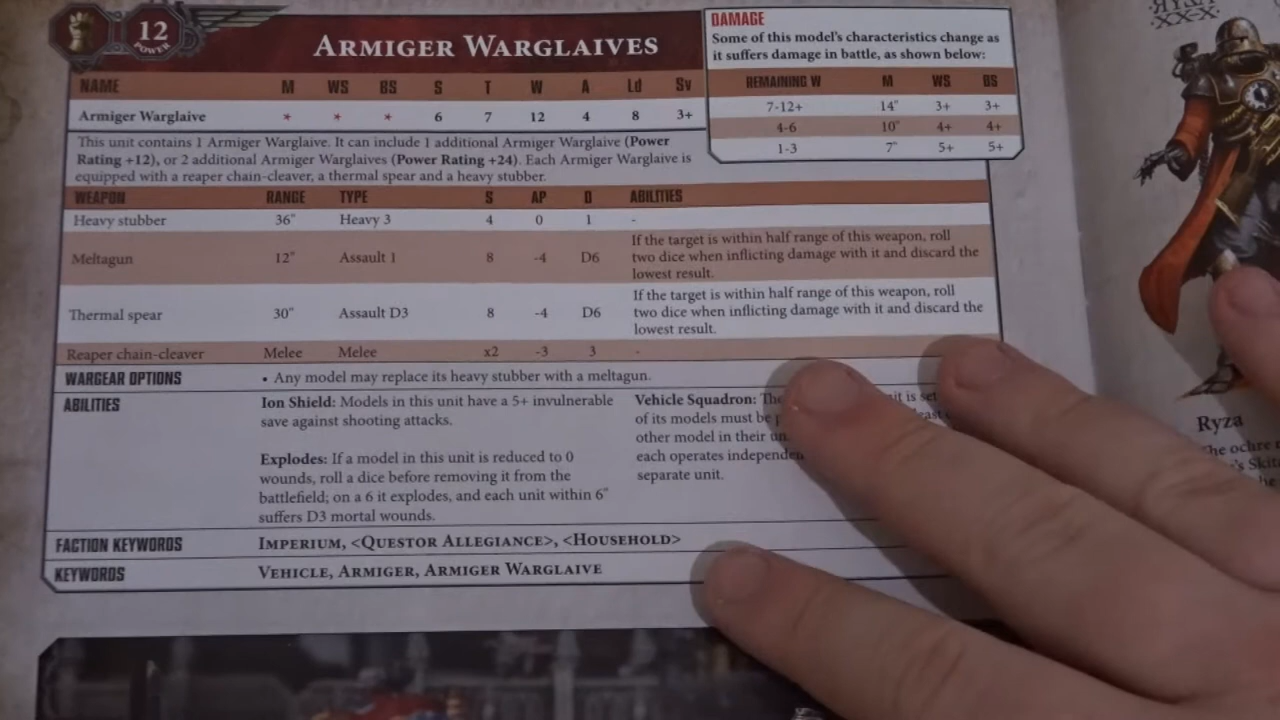 12
POWER
ARMIGER WARGLAIVES
NAME M WS BS S T W A Ld Sv
Armiger Warglaive * * * 6 7 12 4 8 3+
This unit contains 1 Armiger Warglaive. It can include 1 additional Armiger Warglaive (Power
Rating +12), or 2 additional Armiger Warglaives (Power Rating +24). Each Armiger Warglaive is
equipped with a reaper chain-cleaver, a thermal spear and a heavy stubber.
DAMAGE
Some of this model's characteristics change as
it suffers damage in battle, as shown below:
REMAINING W M WS BS
7-12+ 14" 3+ 3+
4-6 10" 4+ 4+
1-3 7" 5+ 5+
WEAPON RANGE TYPE S AP D ABILITIES
Heavy stubber 36" Heavy 3 4 0 1 -
Meltagun 12" Assault 1 8 -4 D6 If the target is within half range of this weapon, roll
two dice when inflicting damage with it and discard the
lowest result.
Thermal spear 30" Assault D3 8 -4 D6 If the target is within half range of this weapon, roll
two dice when inflicting damage with it and discard the
lowest result.
Reaper chain-cleaver Melee Melee x2 -3 3 -
WARGEAR OPTIONS • Any model may replace its heavy stubber with a meltagun.
ABILITIES
Ion Shield: Models in this unit have a 5+ invulnerable
save against shooting attacks.
Explodes: If a model in this unit is reduced to 0
wounds, roll a dice before removing it from the
battlefield; on a 6 it explodes, and each unit within 6"
suffers D3 mortal wounds.
Vehicle Squadron: is set
of its models must be
other model in their
each operates
separate unit.
FACTION KEYWORDS IMPERIUM, <QUESTOR ALLEGIANCE>, <HOUSEHOLD>
KEYWORDS VEHICLE, ARMIGER, ARMIGER WARGLAIVE
XX-X
Ryza
The ochre